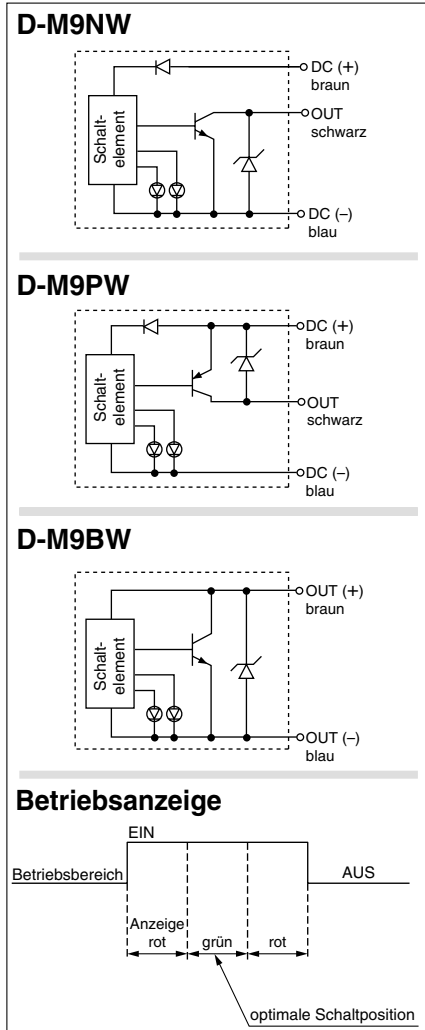 D-M9NW
DC (+)
braun
OUT
schwarz
Schalt-
element
DC (–)
blau
D-M9PW
DC (+)
braun
Schalt-
element
OUT
schwarz
DC (–)
blau
D-M9BW
OUT (+)
braun
Schalt-
element
OUT (–)
blau
Betriebsanzeige
EIN
Betriebsbereich
AUS
Anzeige
rot
grün
rot
optimale Schaltposition